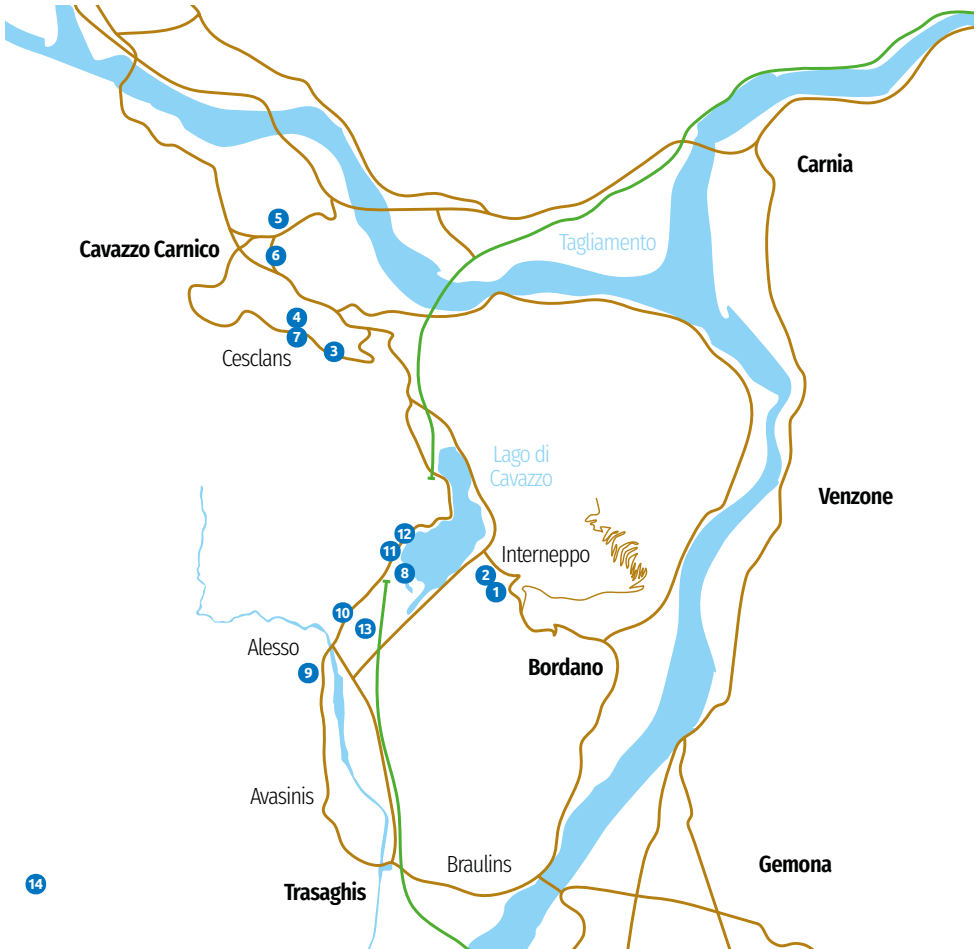 Carnia
5
Tagliamento
Cavazzo Carnico
6
4
7
3
Cesclans
Lago di
Cavazzo
Venzone
12
11
Interneppo
8
2
1
10
13
Alesso
Bordano
9
Avasinis
Braulins
Gemona
14
Trasaghis